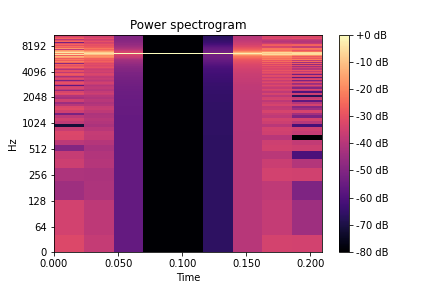 Power spectrogram
Hz
8192
4096
2048
1024
512
256
128
64
0
0.000 0.050 0.100 0.150 0.200
Time
+0 dB
-10 dB
-20 dB
-30 dB
-40 dB
-50 dB
-60 dB
-70 dB
-80 dB